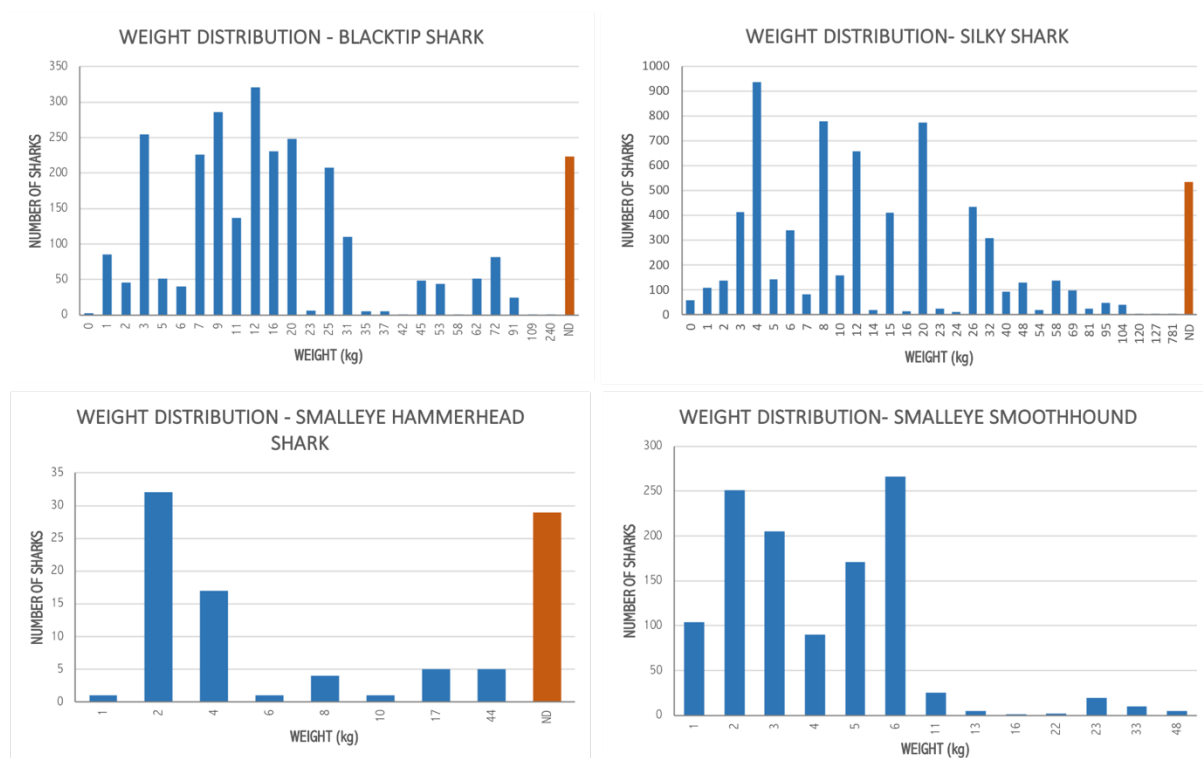 WEIGHT DISTRIBUTION - BLACKTIP SHARK
350
300
250
200
150
100
50
0
NUMBER OF SHARKS
0 1 2 3 5 6 7 9 11 12 16 20 23 25 31 35 37 42 45 53 58 62 72 91 109 240 ND
WEIGHT (kg)
WEIGHT DISTRIBUTION- SILKY SHARK
1000
900
800
700
600
500
400
300
200
100
0
NUMBER OF SHARKS
0 1 2 3 4 5 6 7 8 10 12 14 15 16 20 23 24 26 32 40 48 54 58 69 81 95 104 120 127 781 ND
WEIGHT (kg)
WEIGHT DISTRIBUTION - SMALLEYE HAMMERHEAD
SHARK
35
30
25
20
15
10
5
0
NUMBER OF SHARKS
1 2 4 6 8 10 17 44 ND
WEIGHT (kg)
WEIGHT DISTRIBUTION- SMALLEYE SMOOTHHOUND
300
250
200
150
100
50
0
NUMBER OF SHARKS
1 2 3 4 5 6 11 13 16 22 23 33 48
WEIGHT (kg)